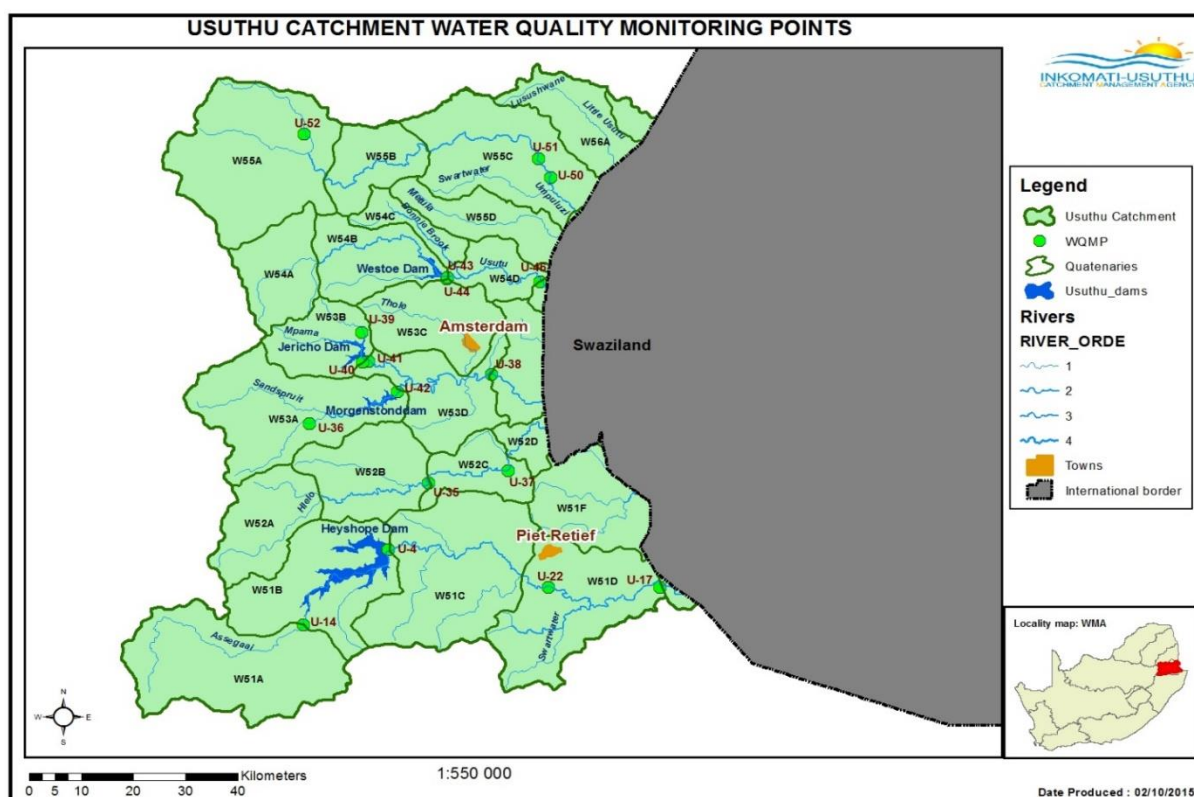 USUTHU CATCHMENT WATER QUALITY MONITORING POINTS
INKOMATI-USUTHU
CATCHMENT MANAGEMENT AGENCY
Lusushwane
Little Usutu
U-52
W56A
U-51
W55A
W55B
W55C
Swartwater
U-50
Umpuluzi
Metula
Bonnie Brook
W54C
W55D
W54B
Usutu
Westoe Dam
U-43
U-45
W54A
U-44
W54D
Thole
W53B
U-39
Amsterdam
Mpama
W53C
Swaziland
Jericho Dam
U-41
U-40
U-38
Sandspruit
U-42
Morgenstonddam
W53A
W53D
U-36
W52D
W52B
W52C
U-37
U-35
Hlelo
W51F
W52A
Heyshope Dam
Piet-Retief
U-4
U-22
W51D
U-17
W51B
W51C
U-14
Assegaai
Swartwater
W51A
Legend
Usuthu Catchment
WQMP
Quatenaries
Usuthu_dams
Rivers
RIVER_ORDE
1
2
3
4
Towns
International border
Locality map: WMA
N
W
E
S
Kilometers
0 5 10 20 30 40
1:550 000
Date Produced : 02/10/2015